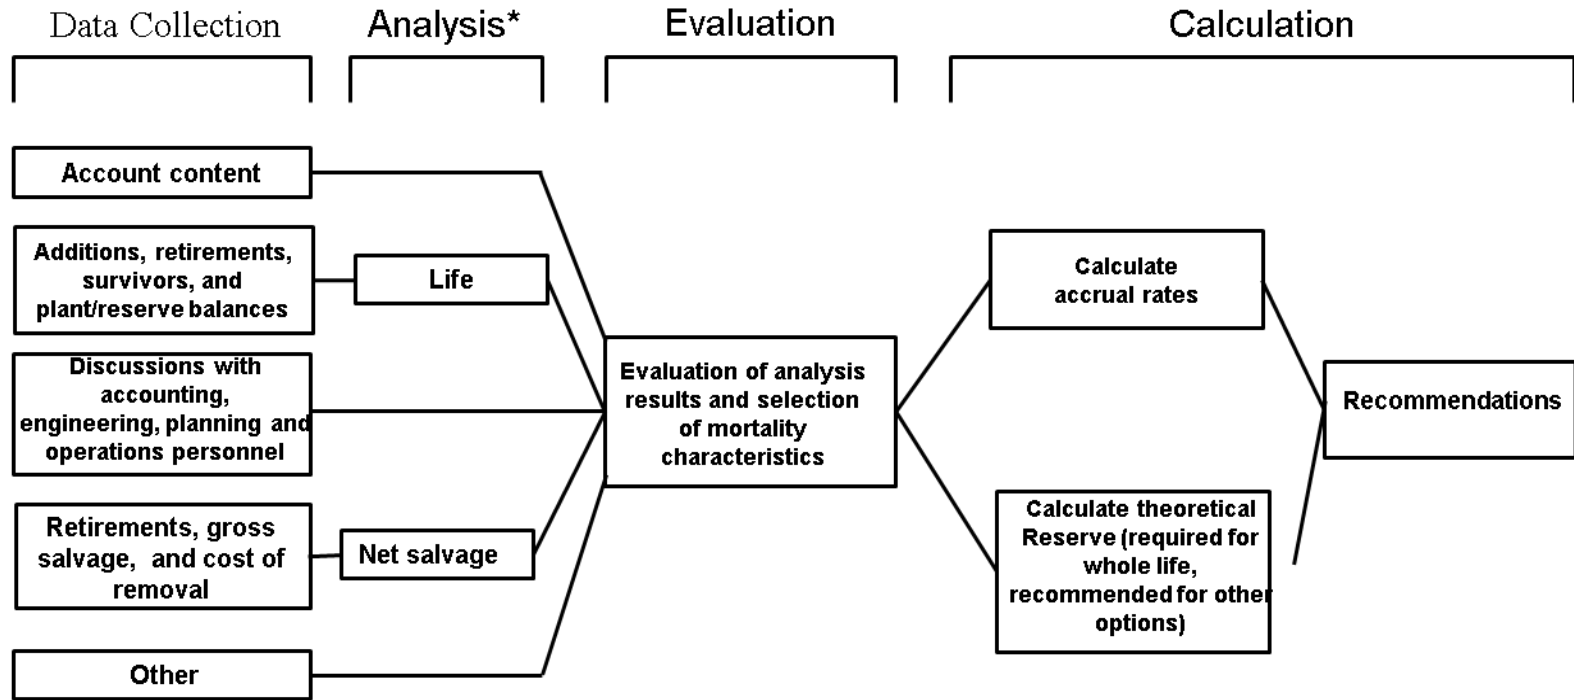 Data Collection
Analysis*
Evaluation
Calculation
Account content
Additions, retirements,
survivors, and
plant/reserve balances
Life
Discussions with
accounting,
engineering, planning and
operations personnel
Retirements, gross
salvage, and cost of
removal
Net salvage
Other
Evaluation of analysis
results and selection
of mortality
characteristics
Calculate
accrual rates
Calculate theoretical
Reserve (required for
whole life,
recommended for other
options)
Recommendations